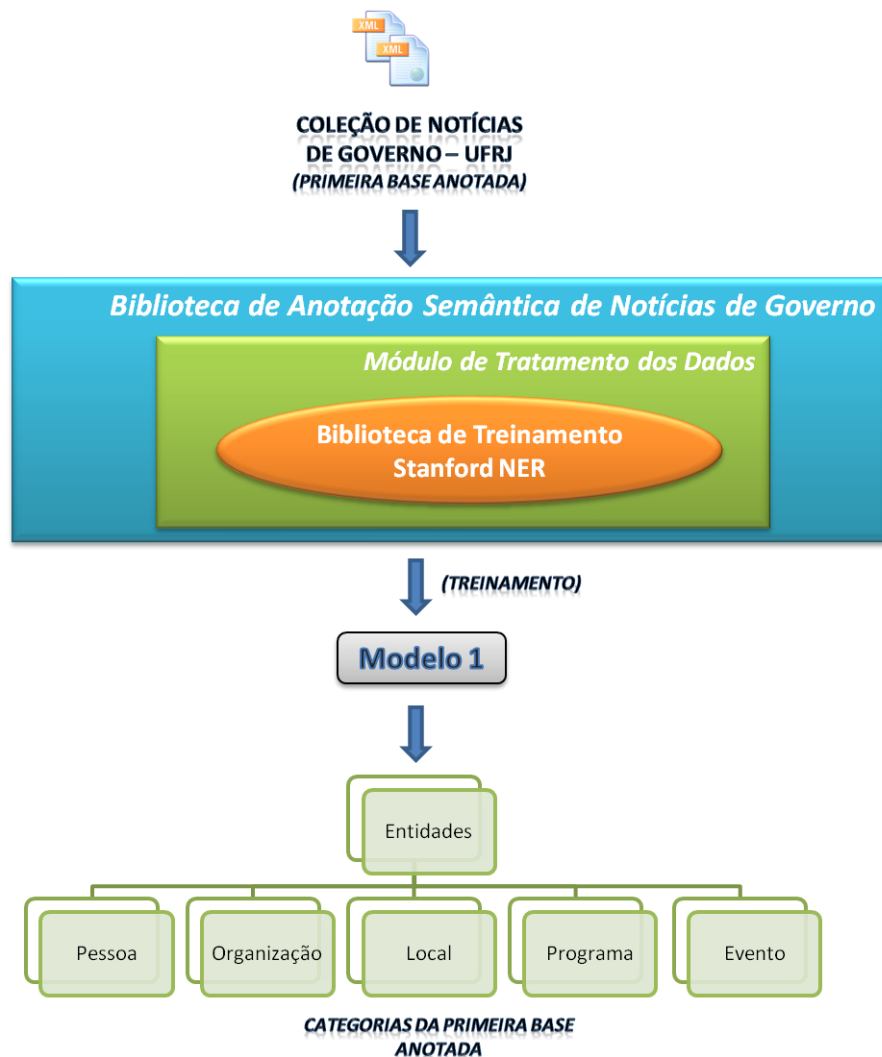 XML
XML
COLEÇÃO DE NOTÍCIAS
DE GOVERNO – UFRJ
(PRIMEIRA BASE ANOTADA)
Biblioteca de Anotação Semântica de Notícias de Governo
Módulo de Tratamento dos Dados
Biblioteca de Treinamento
Stanford NER
(TREINAMENTO)
Modelo 1
Entidades
Pessoa
Organização
Local
Programa
Evento
CATEGORIAS DA PRIMEIRA BASE
ANOTADA